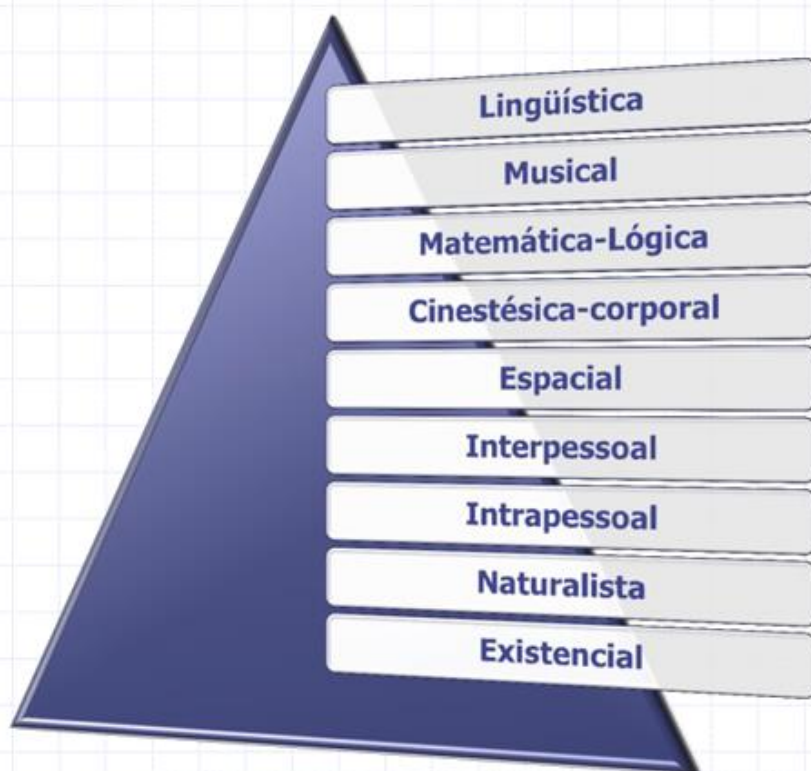 Lingüística
Musical
Matemática-Lógica
Cinestésica-corporal
Espacial
Interpessoal
Intrapessoal
Naturalista
Existencial